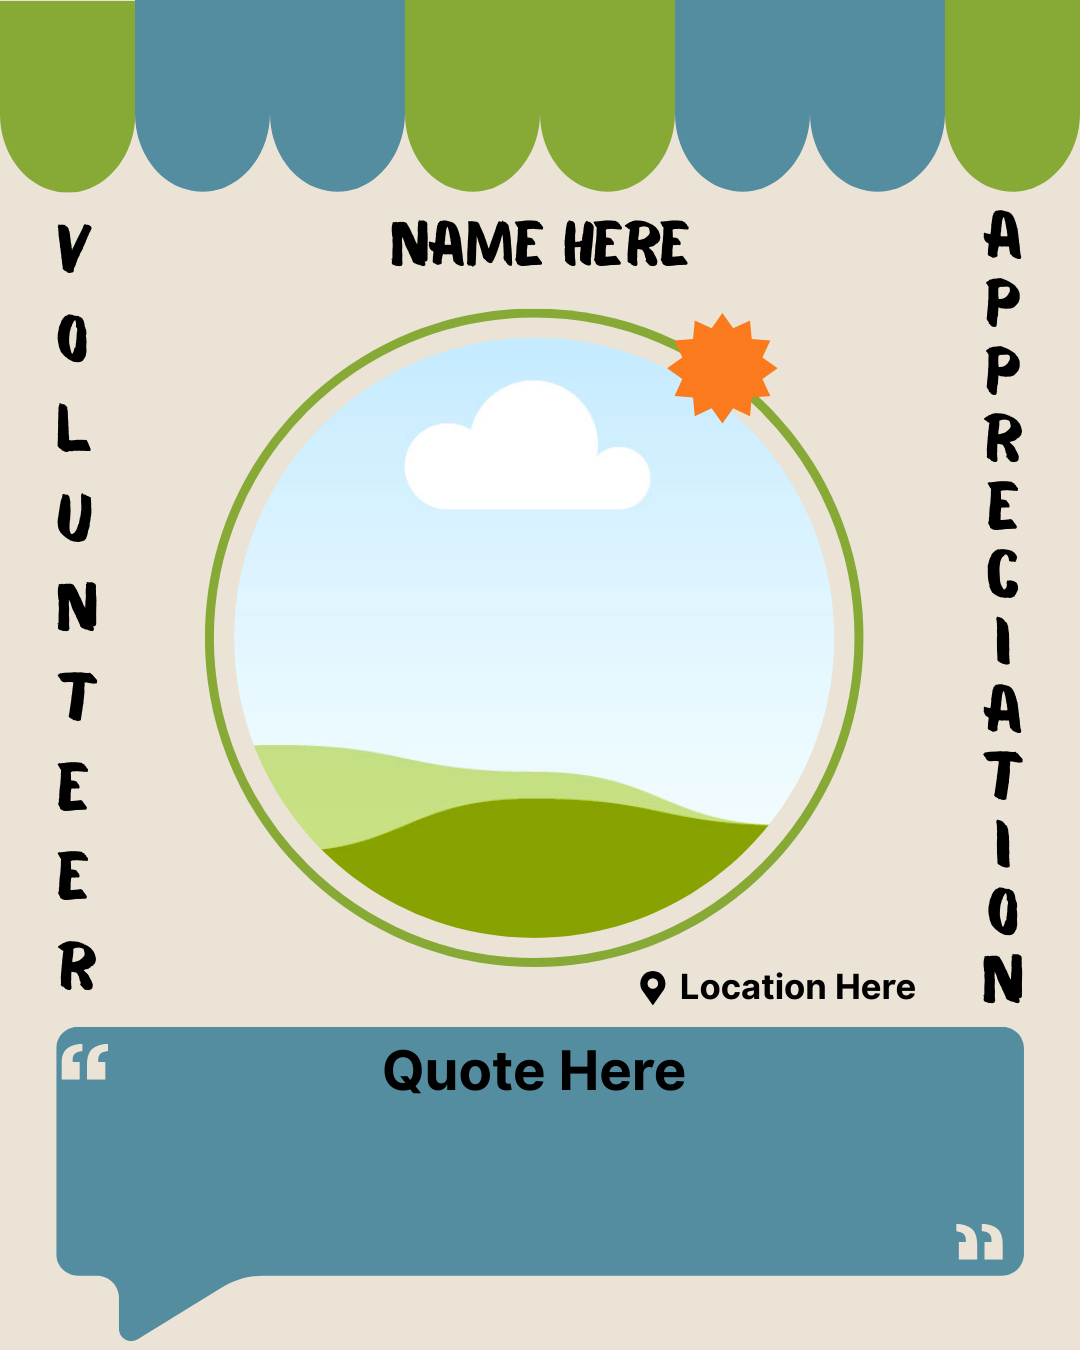 NAME HERE
VOLUNTEER
APPRECIATION
Location Here
“
Quote Here
”